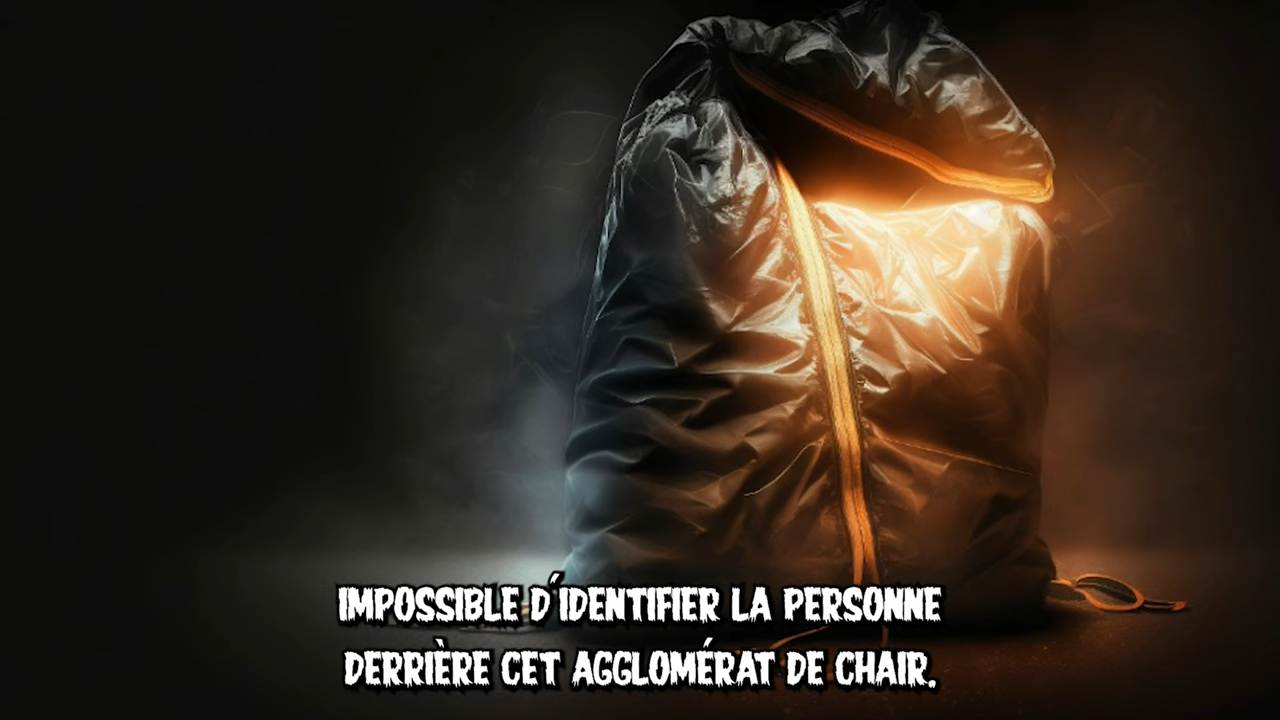 IMPOSSIBLE D'IDENTIFIER LA PERSONNE
DERRIÈRE CET AGGLOMÉRAT DE CHAIR.